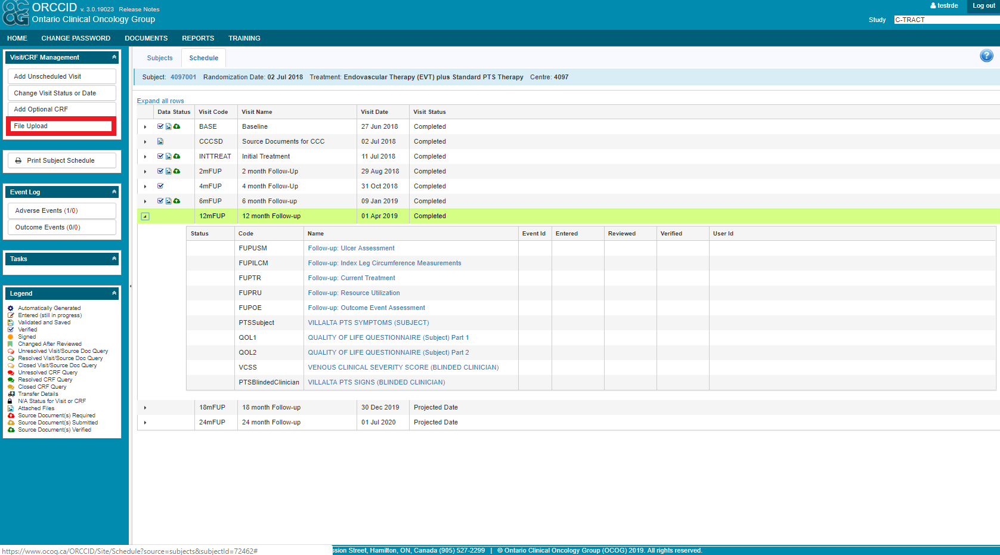 ORCCID v. 3.0.19023 Release Notes
Ontario Clinical Oncology Group
testrde
Log out
Study C-TRACT
HOME CHANGE PASSWORD DOCUMENTS REPORTS TRAINING
Visit/CRF Management
Add Unscheduled Visit
Change Visit Status or Date
Add Optional CRF
File Upload
Print Subject Schedule
Event Log
Adverse Events (1/0)
Outcome Events (0/0)
Tasks
Legend
Automatically Generated
Entered (still in progress)
Validated and Saved
Verified
Signed
Changed After Reviewed
Unresolved Visit/Source Doc Query
Resolved Visit/Source Doc Query
Closed Visit/Source Doc Query
Unresolved CRF Query
Resolved CRF Query
Closed CRF Query
Transfer Details
N/A Status for Visit or CRF
Attached Files
Source Document(s) Required
Source Document(s) Submitted
Source Document(s) Verified
Subjects Schedule
?
Subject: 4097001 Randomization Date: 02 Jul 2018 Treatment: Endovascular Therapy (EVT) plus Standard PTS Therapy Centre: 4097
Expand all rows
Data Status Visit Code Visit Name Visit Date Visit Status
BASE Baseline 27 Jun 2018 Completed
CCCSD Source Documents for CCC 02 Jul 2018 Completed
INTTREAT Initial Treatment 11 Jul 2018 Completed
2mFUP 2 month Follow-Up 29 Aug 2018 Completed
4mFUP 4 month Follow-Up 31 Oct 2018 Completed
6mFUP 6 month Follow-up 09 Jan 2019 Completed
12mFUP 12 month Follow-up 01 Apr 2019 Completed
Status Code Name Event Id Entered Reviewed Verified User Id
FUPUSM Follow-up: Ulcer Assessment
FUPILCM Follow-up: Index Leg Circumference Measurements
FUPTR Follow-up: Current Treatment
FUPRU Follow-up: Resource Utilization
FUPOE Follow-up: Outcome Event Assessment
PTSSubject VILLALTA PTS SYMPTOMS (SUBJECT)
QOL1 QUALITY OF LIFE QUESTIONNAIRE (Subject) Part 1
QOL2 QUALITY OF LIFE QUESTIONNAIRE (Subject) Part 2
VCSS VENOUS CLINICAL SEVERITY SCORE (BLINDED CLINICIAN)
PTSBlindedClinician VILLALTA PTS SIGNS (BLINDED CLINICIAN)
18mFUP 18 month Follow-up 30 Dec 2019 Projected Date
24mFUP 24 month Follow-up 01 Jul 2020 Projected Date
https://www.ocog.ca/ORCCID/Site/Schedule?source=subjects&subjectId=72462#
ssion Street, Hamilton, ON, Canada (905) 527-2299 | © Ontario Clinical Oncology Group (OCOG) 2019. All rights reserved.